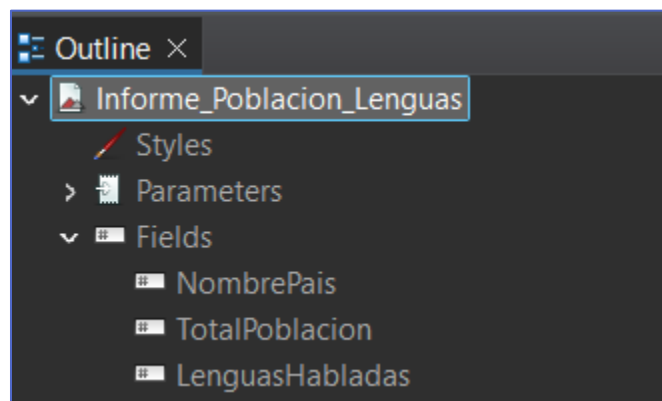 Outline
Informe_Poblacion_Lenguas
Styles
Parameters
Fields
NombrePais
TotalPoblacion
LenguasHabladas